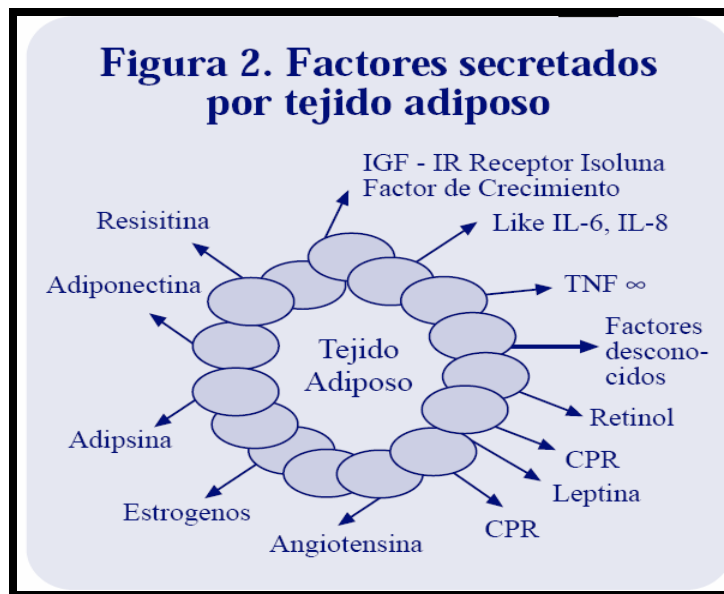 Figura 2. Factores secretados
por tejido adiposo
IGF - IR Receptor Isoluna
Factor de Crecimiento
Like IL-6, IL-8
TNF ∞
Factores
descono-
cidos
Retinol
CPR
Leptina
CPR
Angiotensina
Estrogenos
Adipsina
Adiponectina
Resisitina
Tejido
Adiposo